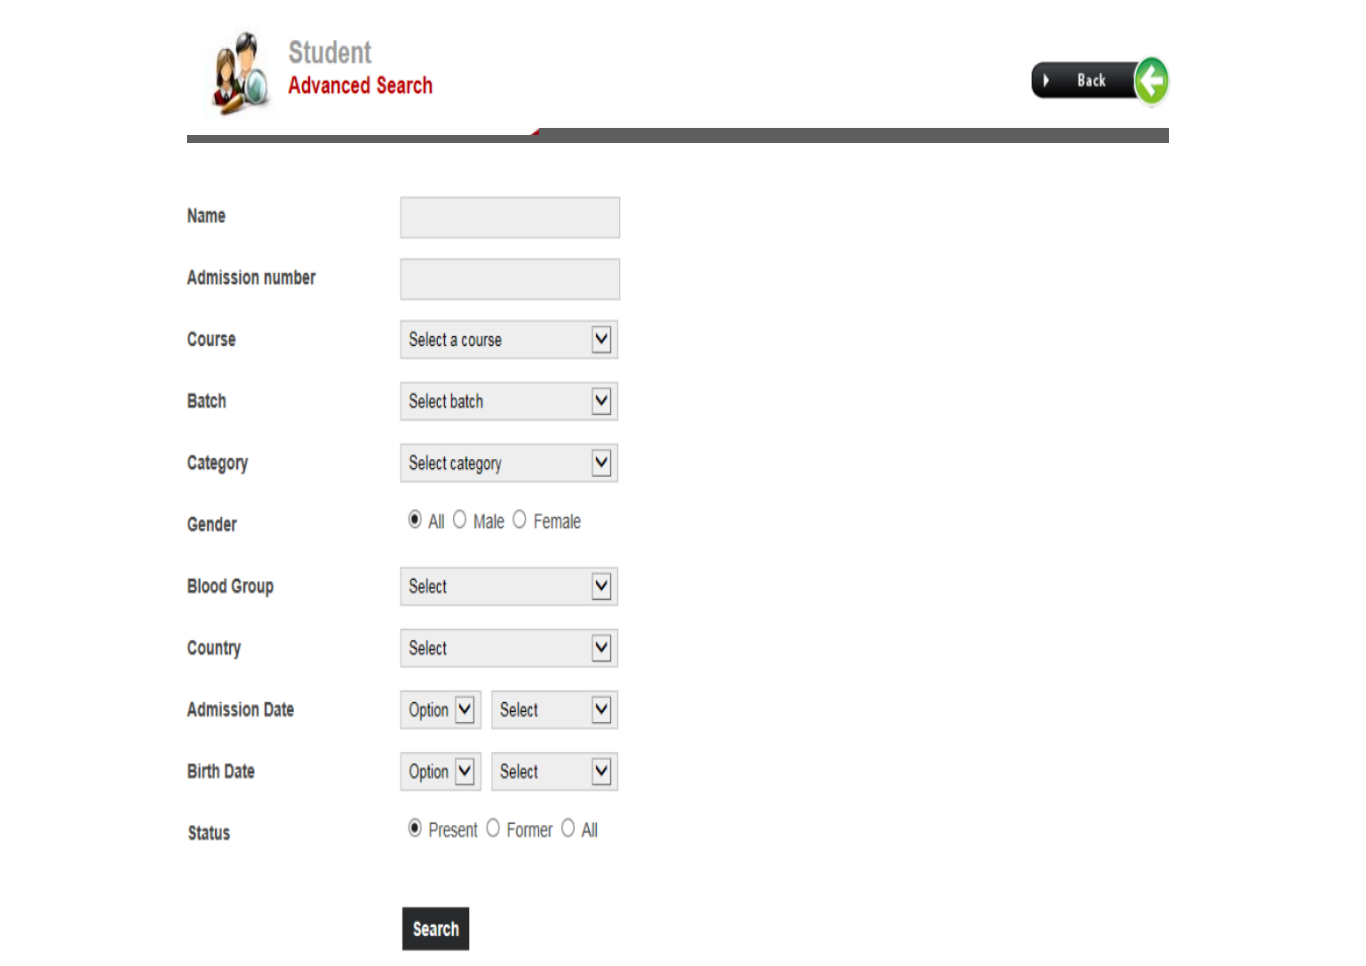 Student
Advanced Search
Back
Name
Admission number
Course Select a course
Batch Select batch
Category Select category
Gender All Male Female
Blood Group Select
Country Select
Admission Date Option Select
Birth Date Option Select
Status Present Former All
Search